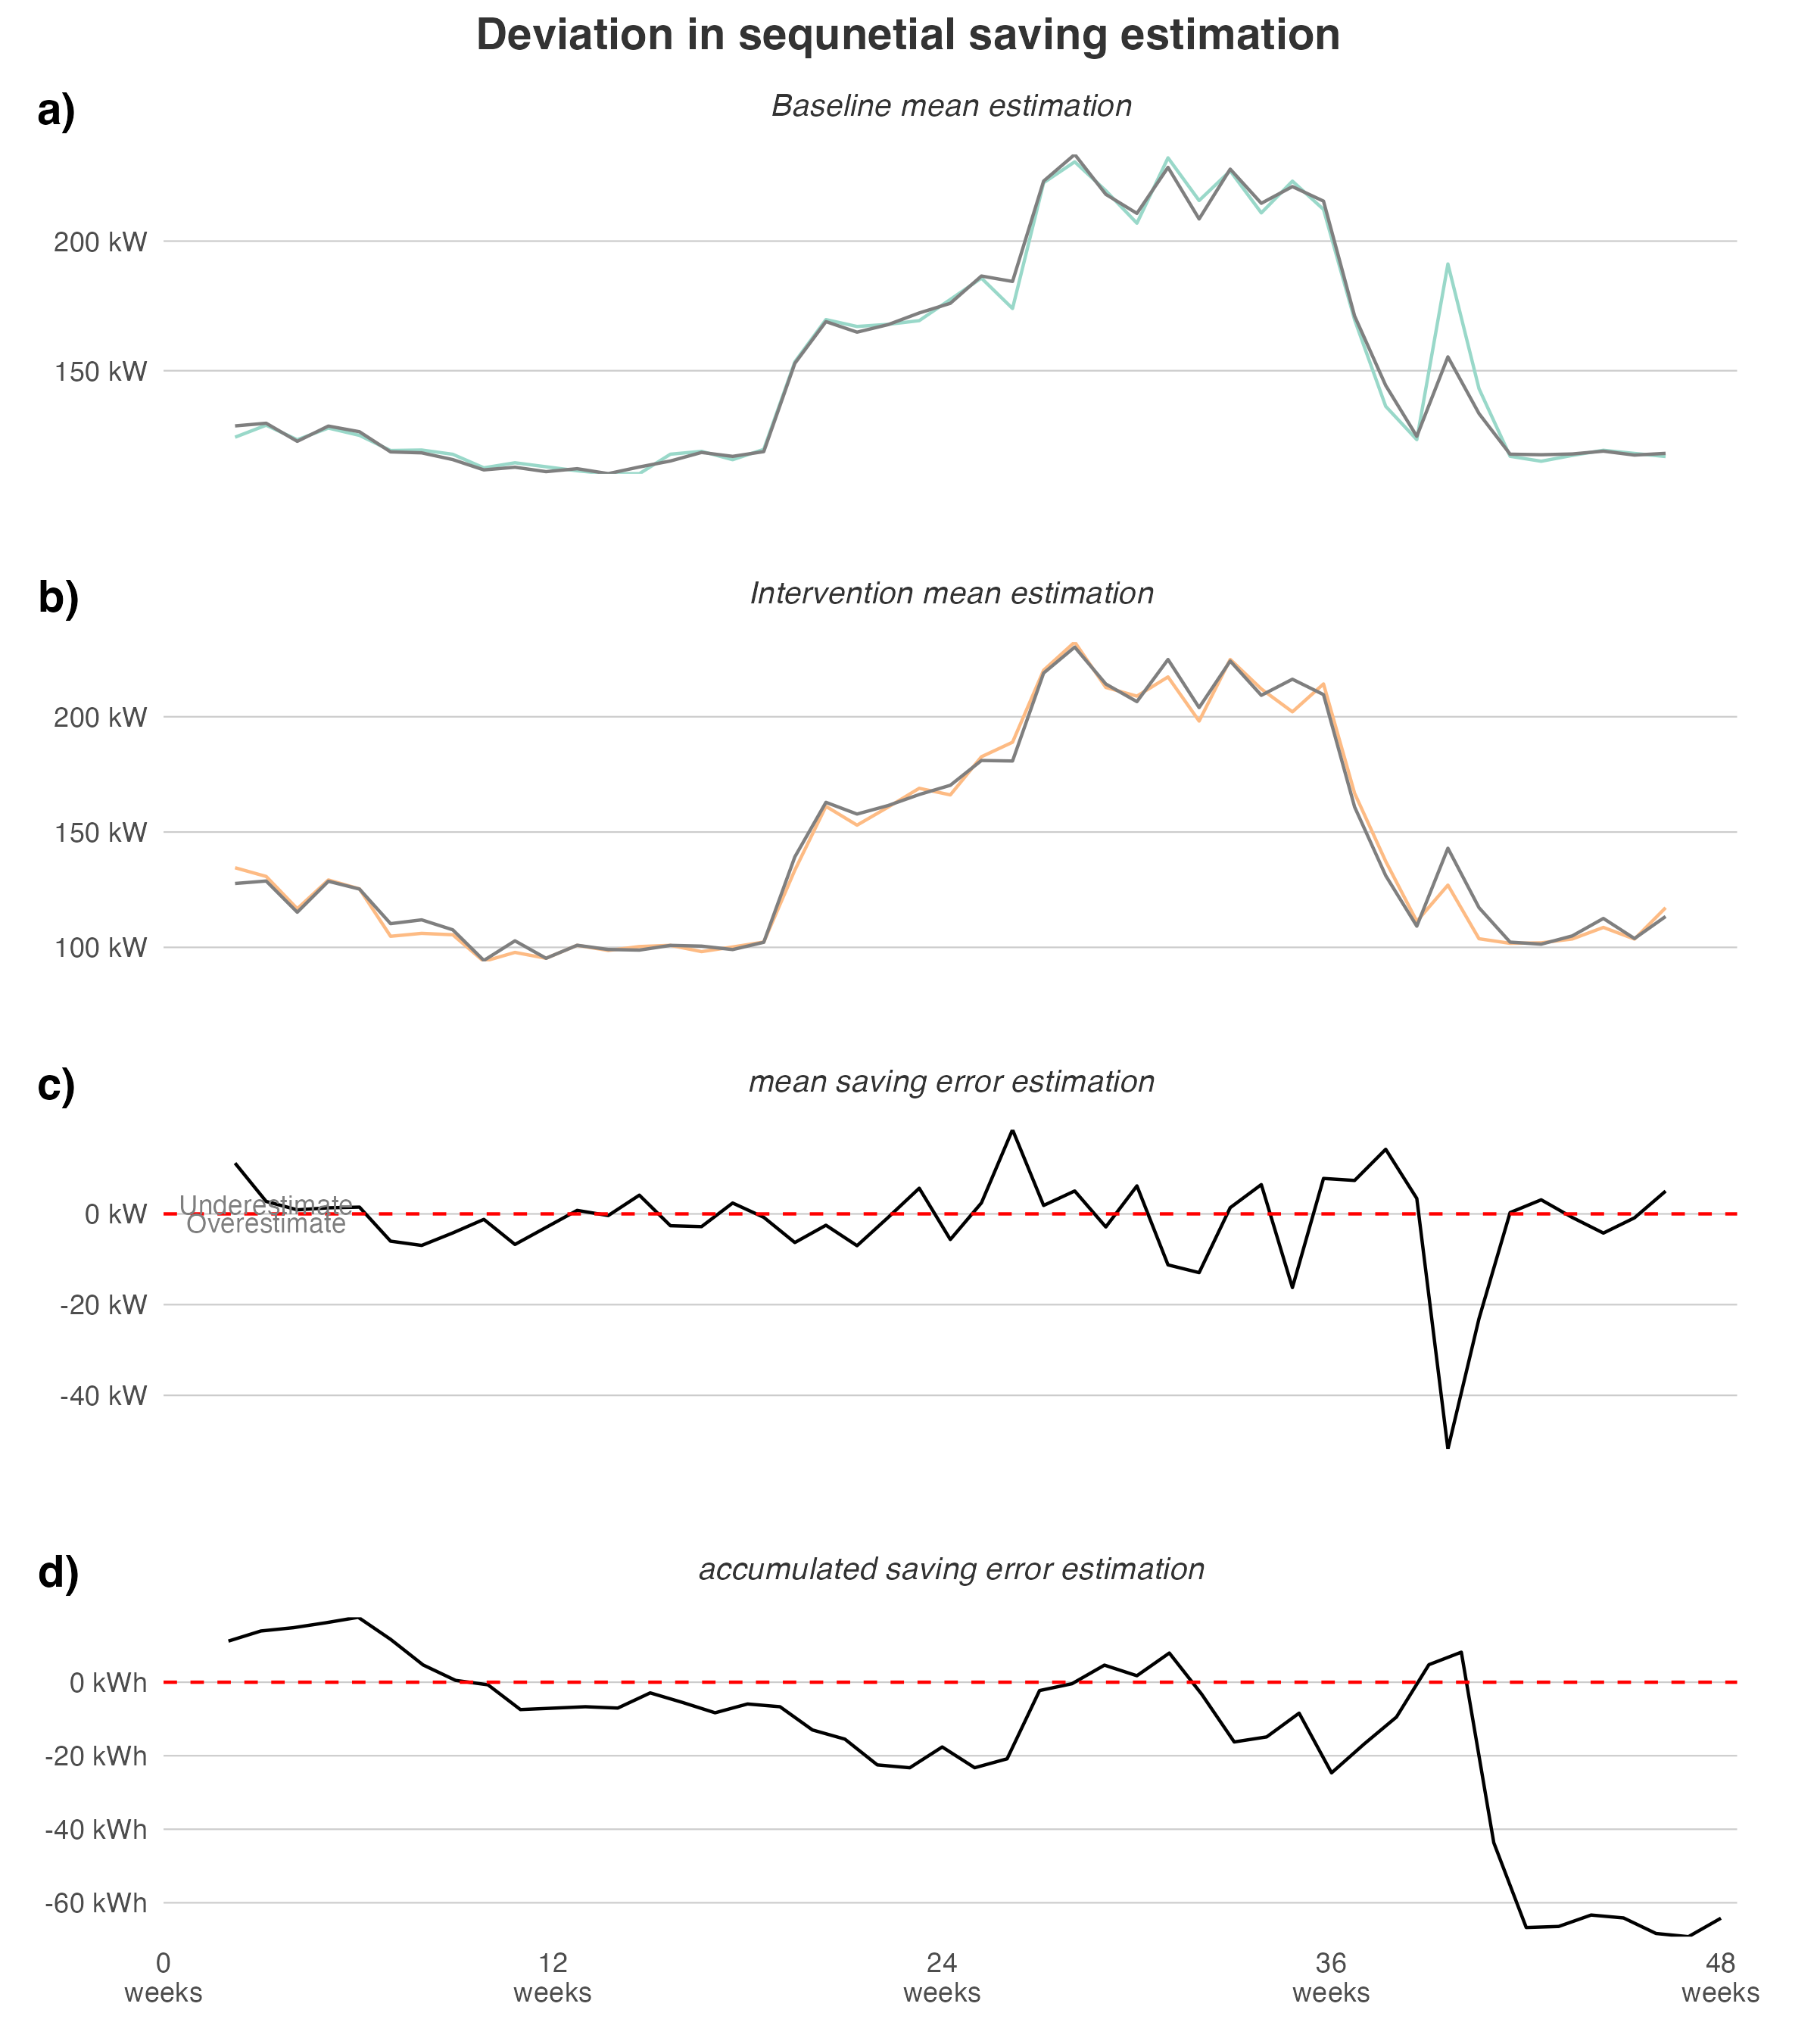 Deviation in sequnetial saving estimation
a)
Baseline mean estimation
200 kW
150 kW
b)
Intervention mean estimation
200 kW
150 kW
100 kW
c)
mean saving error estimation
Underestimate
0 kW
Overestimate
-20 kW
-40 kW
d)
accumulated saving error estimation
0 kWh
-20 kWh
-40 kWh
-60 kWh
0 12 24 36 48
weeks weeks weeks weeks weeks